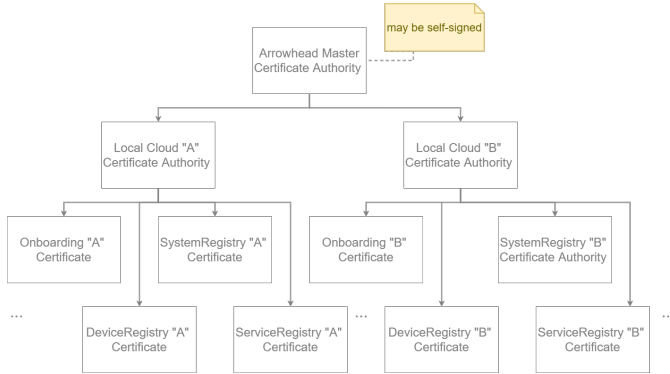 may be self-signed
Arrowhead Master
Certificate Authority
Local Cloud "A"
Certificate Authority
Local Cloud "B"
Certificate Authority
Onboarding "A"
Certificate
SystemRegistry "A"
Certificate
Onboarding "B"
Certificate
SystemRegistry "B"
Certificate Authority
...
DeviceRegistry "A"
Certificate
ServiceRegistry "A"
Certificate
...
DeviceRegistry "B"
Certificate
ServiceRegistry "B"
Certificate
..